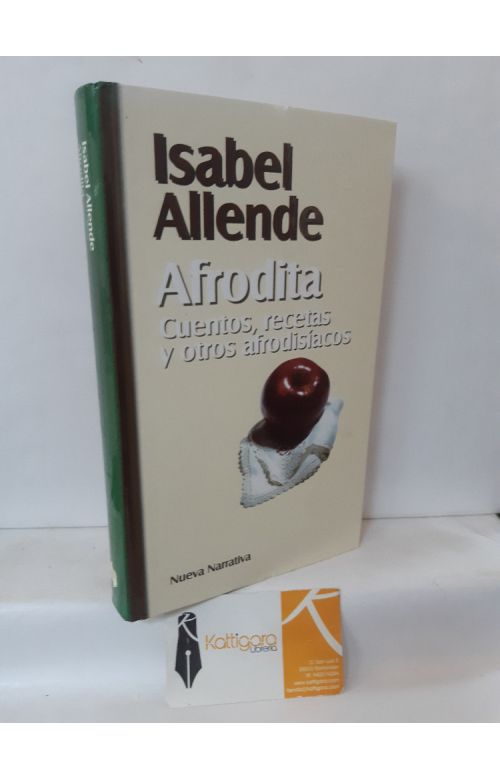 Isabel Allende
Isabel
Allende
Afrodita
Cuentos, recetas
y otros afrodisíacos
Nueva Narrativa
Kattigara
Librería